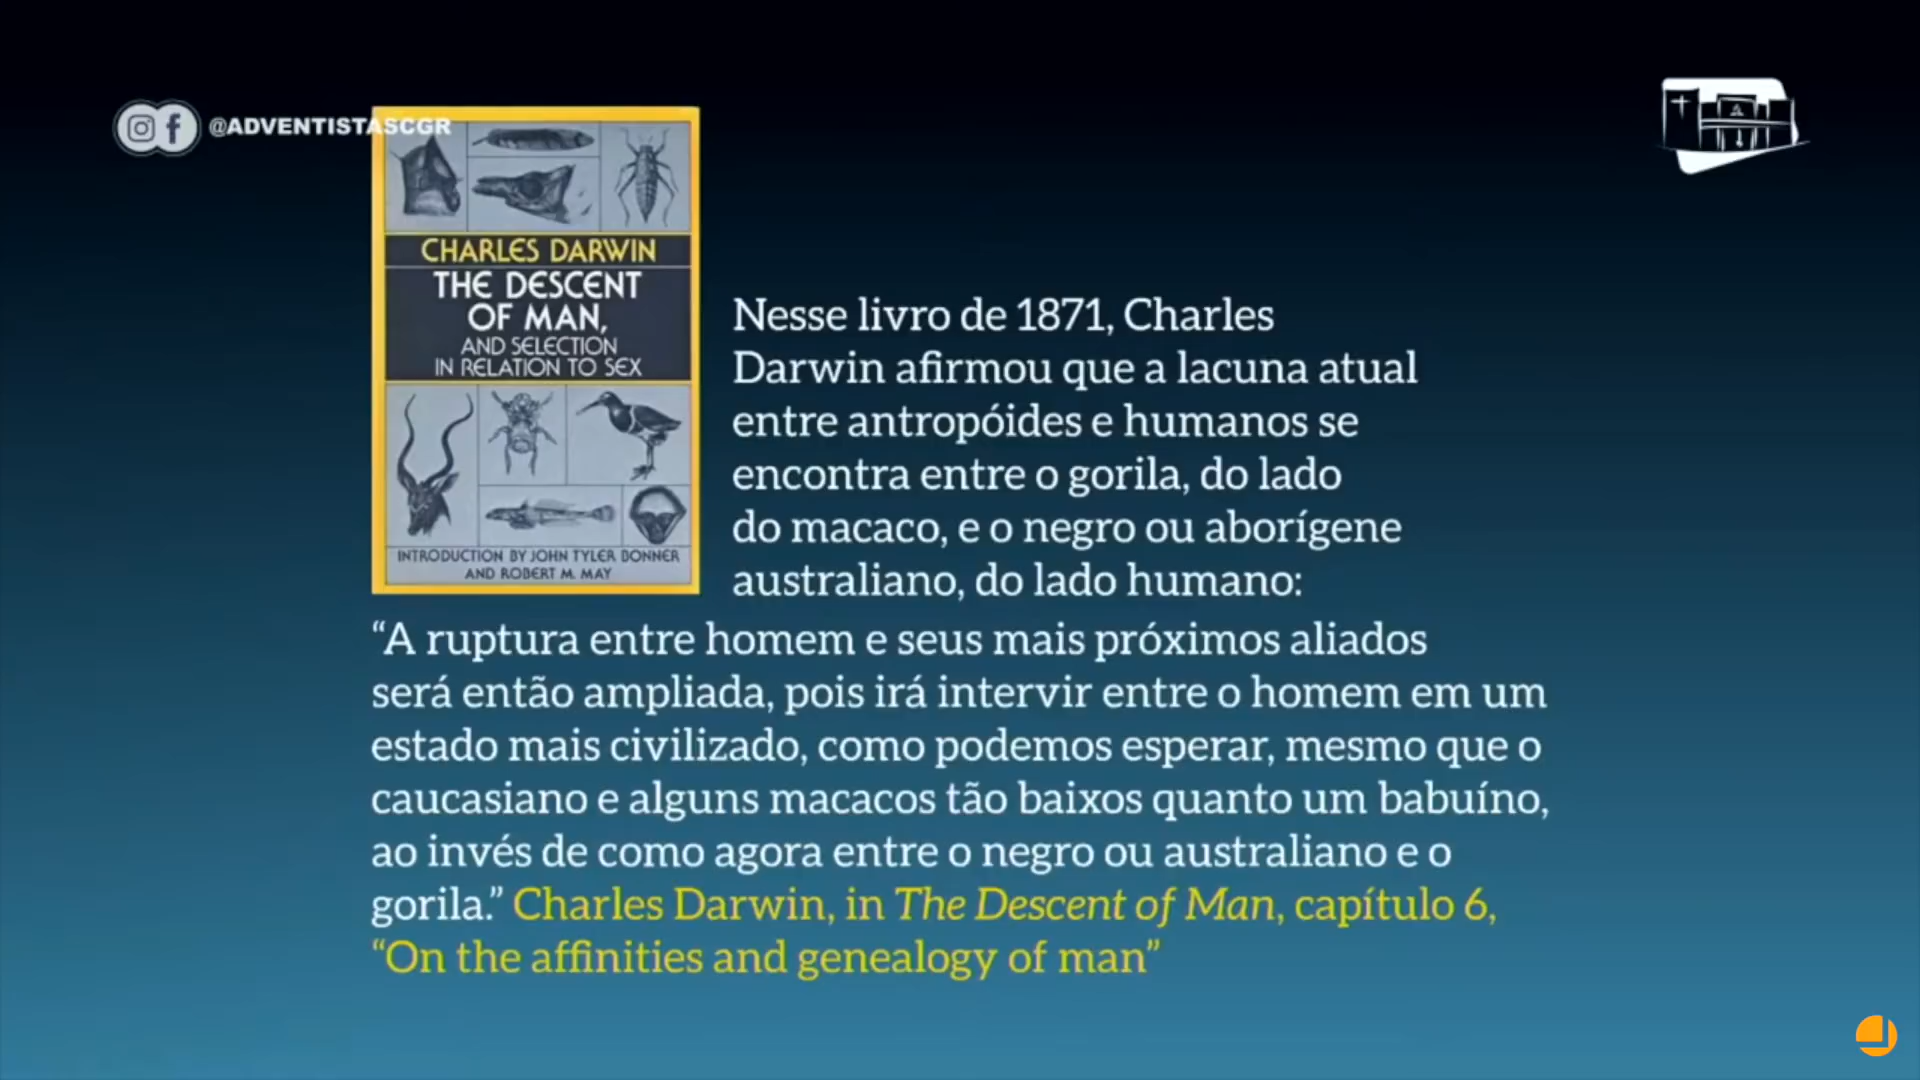 @ADVENTISTASCGR
CHARLES DARWIN
THE DESCENT
OF MAN,
AND SELECTION
IN RELATION TO SEX
INTRODUCTION BY JOHN TYLER BONNER
AND ROBERT M. MAY
Nesse livro de 1871, Charles
Darwin afirmou que a lacuna atual
entre antropóides e humanos se
encontra entre o gorila, do lado
do macaco, e o negro ou aborígene
australiano, do lado humano:
“A ruptura entre homem e seus mais próximos aliados
será então ampliada, pois irá intervir entre o homem em um
estado mais civilizado, como podemos esperar, mesmo que o
caucasiano e alguns macacos tão baixos quanto um babuíno,
ao invés de como agora entre o negro ou australiano e o
gorila.” Charles Darwin, in The Descent of Man, capítulo 6,
“On the affinities and genealogy of man”